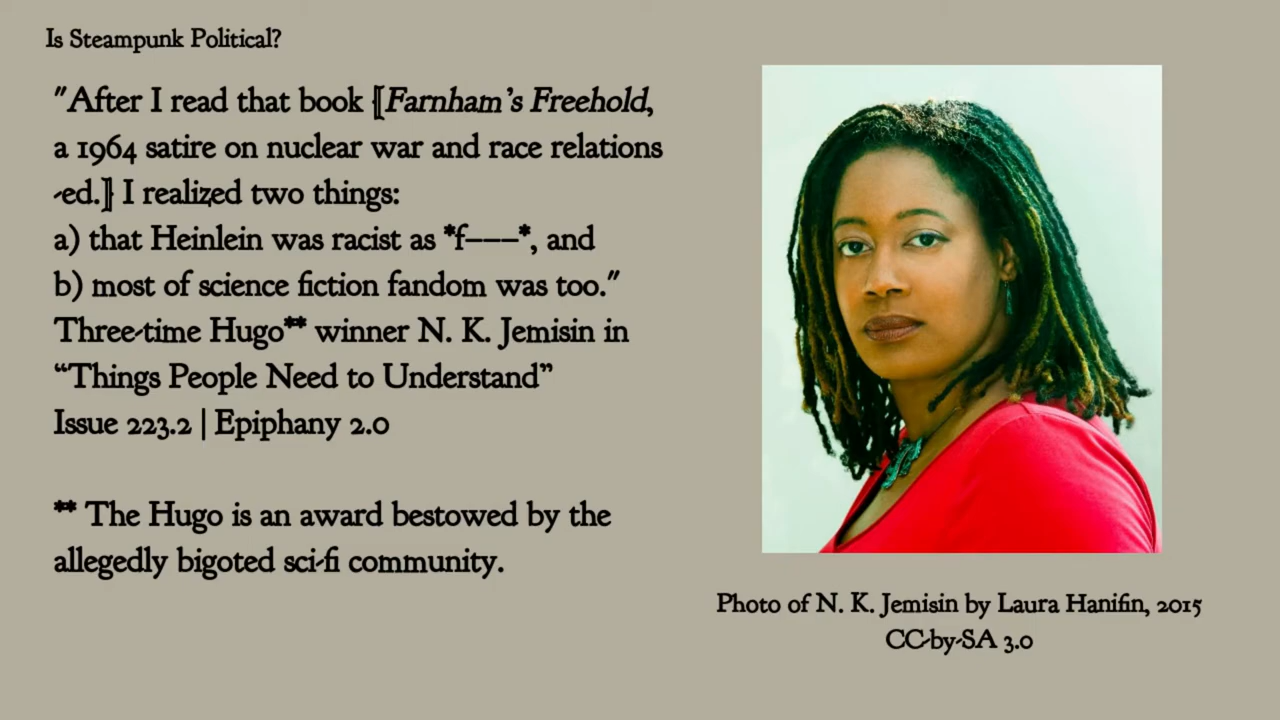 Is Steampunk Political?
"After I read that book [Farnham's Freehold,
a 1964 satire on nuclear war and race relations
-ed.] I realized two things:
a) that Heinlein was racist as *f---*, and
b) most of science fiction fandom was too."
Three-time Hugo** winner N. K. Jemisin in
“Things People Need to Understand”
Issue 223.2 | Epiphany 2.0
** The Hugo is an award bestowed by the
allegedly bigoted sci-fi community.
Photo of N. K. Jemisin by Laura Hanifin, 2015
CC-by-SA 3.0